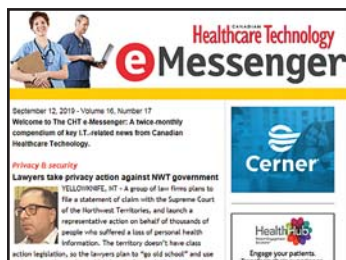 CANADIAN
Healthcare Technology
eMessenger
September 12, 2019 - Volume 16, Number 17
Welcome to The CHT e-Messenger: A twice-monthly
compendium of key I.T.-related news from Canadian
Healthcare Technology.
Privacy & security
Lawyers take privacy action against NWT government
YELLOWKNIFE, NT - A group of law firms plans to
file a statement of claim with the Supreme Court
of the Northwest Territories, and launch a
representative action on behalf of thousands of
people who suffered a loss of personal health
information. The territory doesn't have class
action legislation, so the lawyers plan to "go old school" and use
Cerner
HealthHub
Engage your patients.